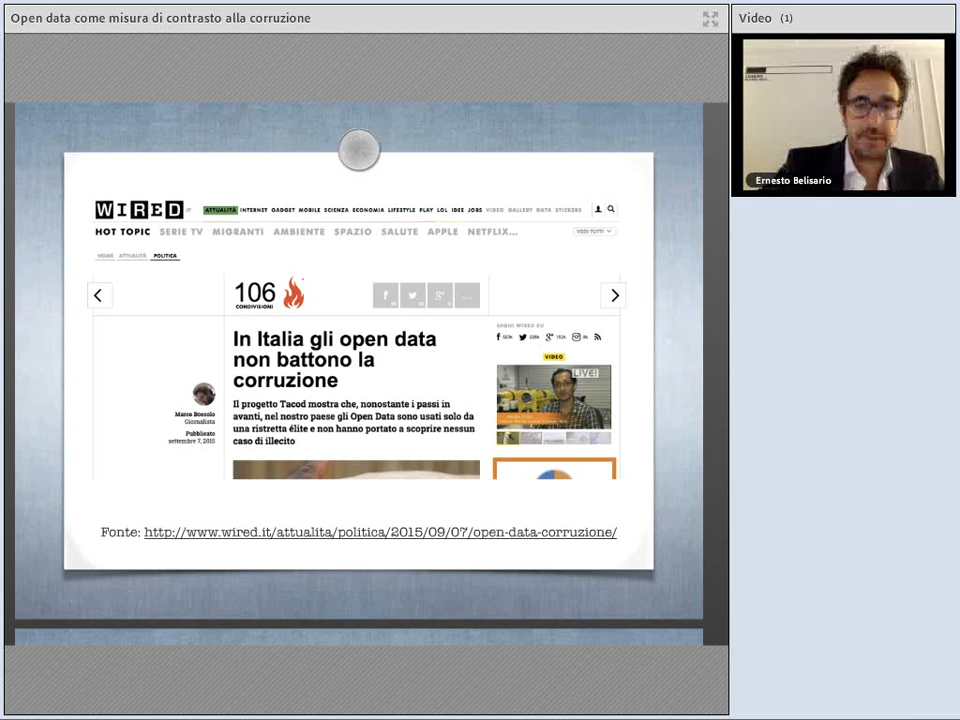 Open data come misura di contrasto alla corruzione
Video (1)
Ernesto Belisario
WIRED.IT
ATTUALITÀ INTERNET GADGET MOBILE SCIENZA ECONOMIA LIFESTYLE PLAY LOL IDEE JOBS VIDEO GALLERY DATA STICKERS
HOT TOPIC SERIE TV MIGRANTI AMBIENTE SPAZIO SALUTE APPLE NETFLIX...
VEDI TUTTI
HOME ATTUALITÀ POLITICA
106
CONDIVISIONI
In Italia gli open data
non battono la
corruzione
Il progetto Tacod mostra che, nonostante i passi in
avanti, nel nostro paese gli Open Data sono usati solo da
una ristretta élite e non hanno portato a scoprire nessun
caso di illecito
Marco Boscolo
Giornalista
Pubblicato
settembre 7, 2015
SEGUI WIRED SU
VIDEO
LIVE!
Fonte: http://www.wired.it/attualita/politica/2015/09/07/open-data-corruzione/